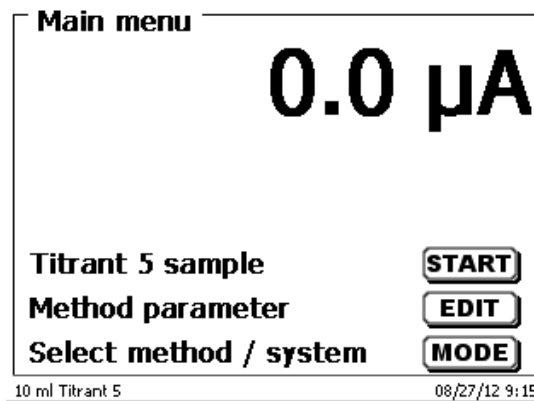 Main menu
0.0 µA
Titrant 5 sample START
Method parameter EDIT
Select method / system MODE
10 ml Titrant 5 08/27/12 9:15